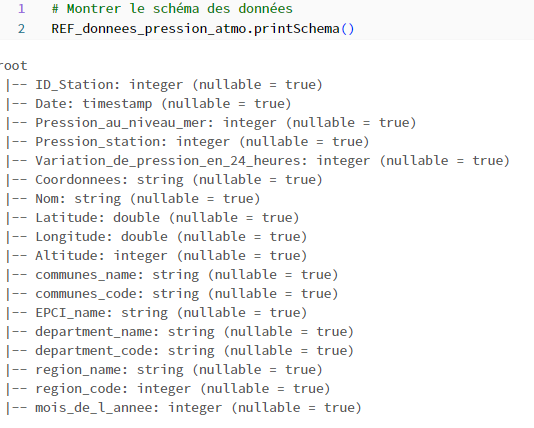 1 # Montrer le schéma des données
2 REF_donnees_pression_atmo.printSchema()
root
|-- ID_Station: integer (nullable = true)
|-- Date: timestamp (nullable = true)
|-- Pression_au_niveau_mer: integer (nullable = true)
|-- Pression_station: integer (nullable = true)
|-- Variation_de_pression_en_24_heures: integer (nullable = true)
|-- Coordonnees: string (nullable = true)
|-- Nom: string (nullable = true)
|-- Latitude: double (nullable = true)
|-- Longitude: double (nullable = true)
|-- Altitude: integer (nullable = true)
|-- communes_name: string (nullable = true)
|-- communes_code: string (nullable = true)
|-- EPCI_name: string (nullable = true)
|-- department_name: string (nullable = true)
|-- department_code: string (nullable = true)
|-- region_name: string (nullable = true)
|-- region_code: integer (nullable = true)
|-- mois_de_l_annee: integer (nullable = true)